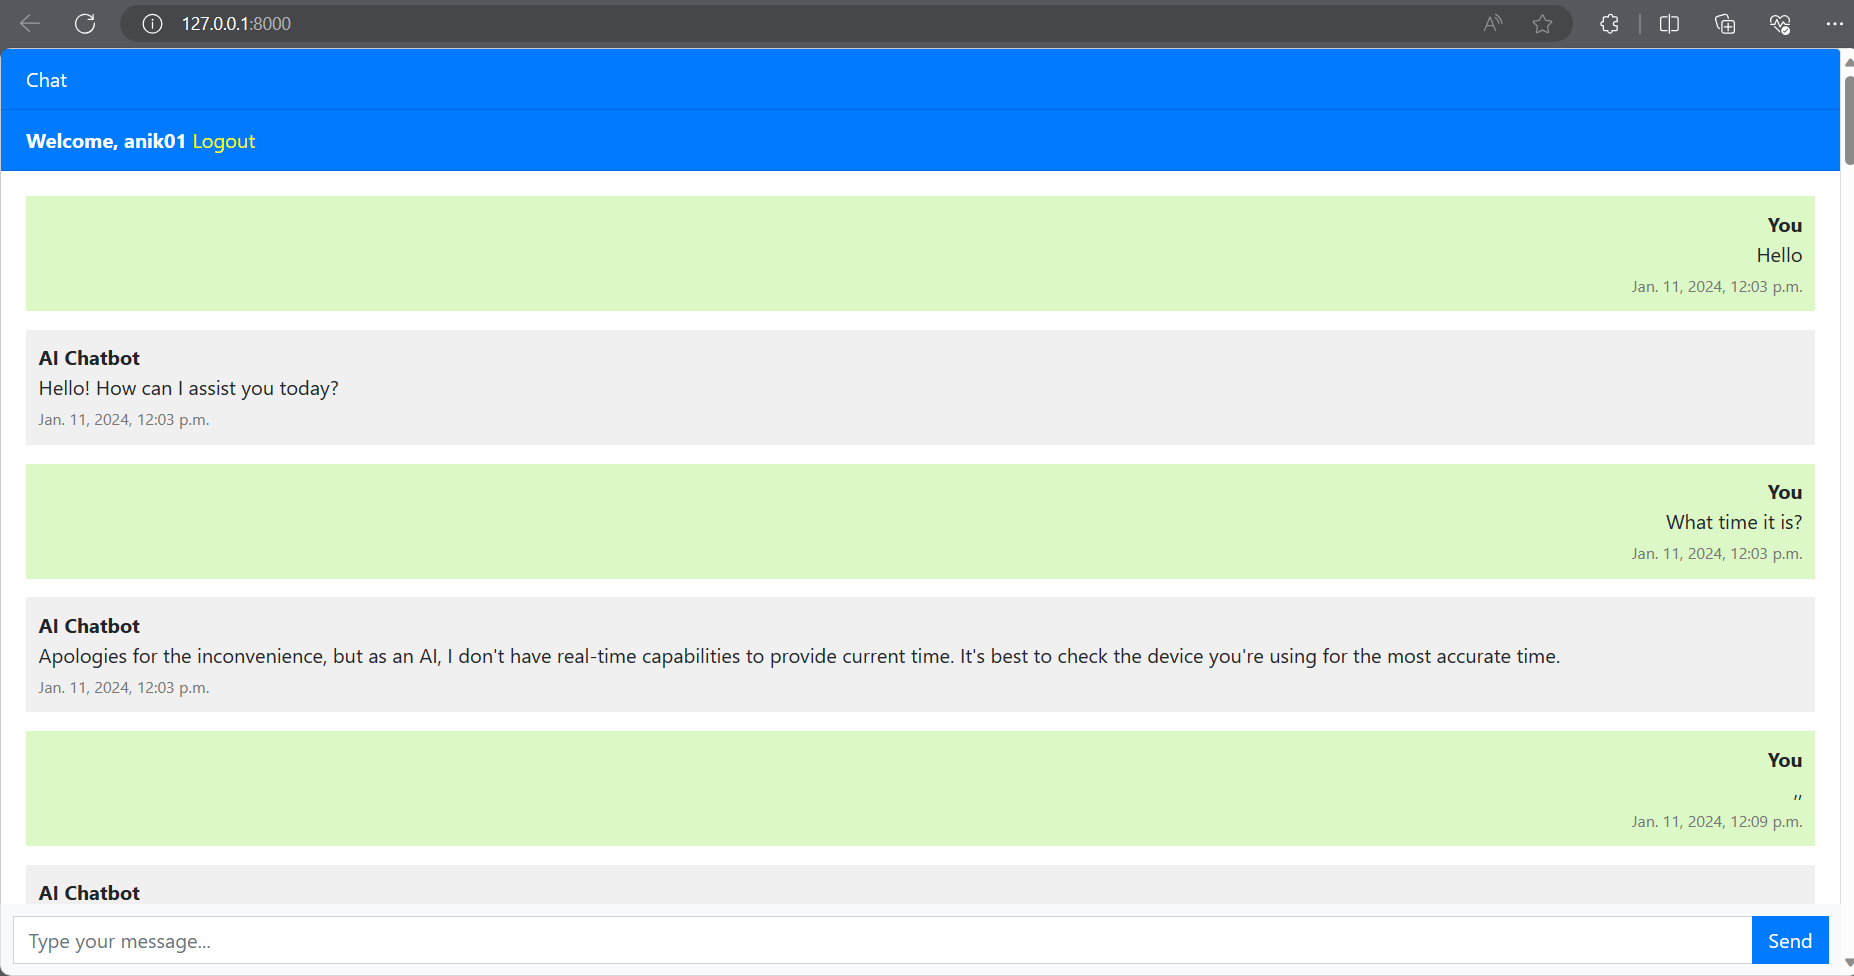 127.0.0.1:8000
Chat
Welcome, anik01 Logout
You
Hello
Jan. 11, 2024, 12:03 p.m.
AI Chatbot
Hello! How can I assist you today?
Jan. 11, 2024, 12:03 p.m.
You
What time it is?
Jan. 11, 2024, 12:03 p.m.
AI Chatbot
Apologies for the inconvenience, but as an AI, I don't have real-time capabilities to provide current time. It's best to check the device you're using for the most accurate time.
Jan. 11, 2024, 12:03 p.m.
You
,,
Jan. 11, 2024, 12:09 p.m.
AI Chatbot
Type your message...
Send